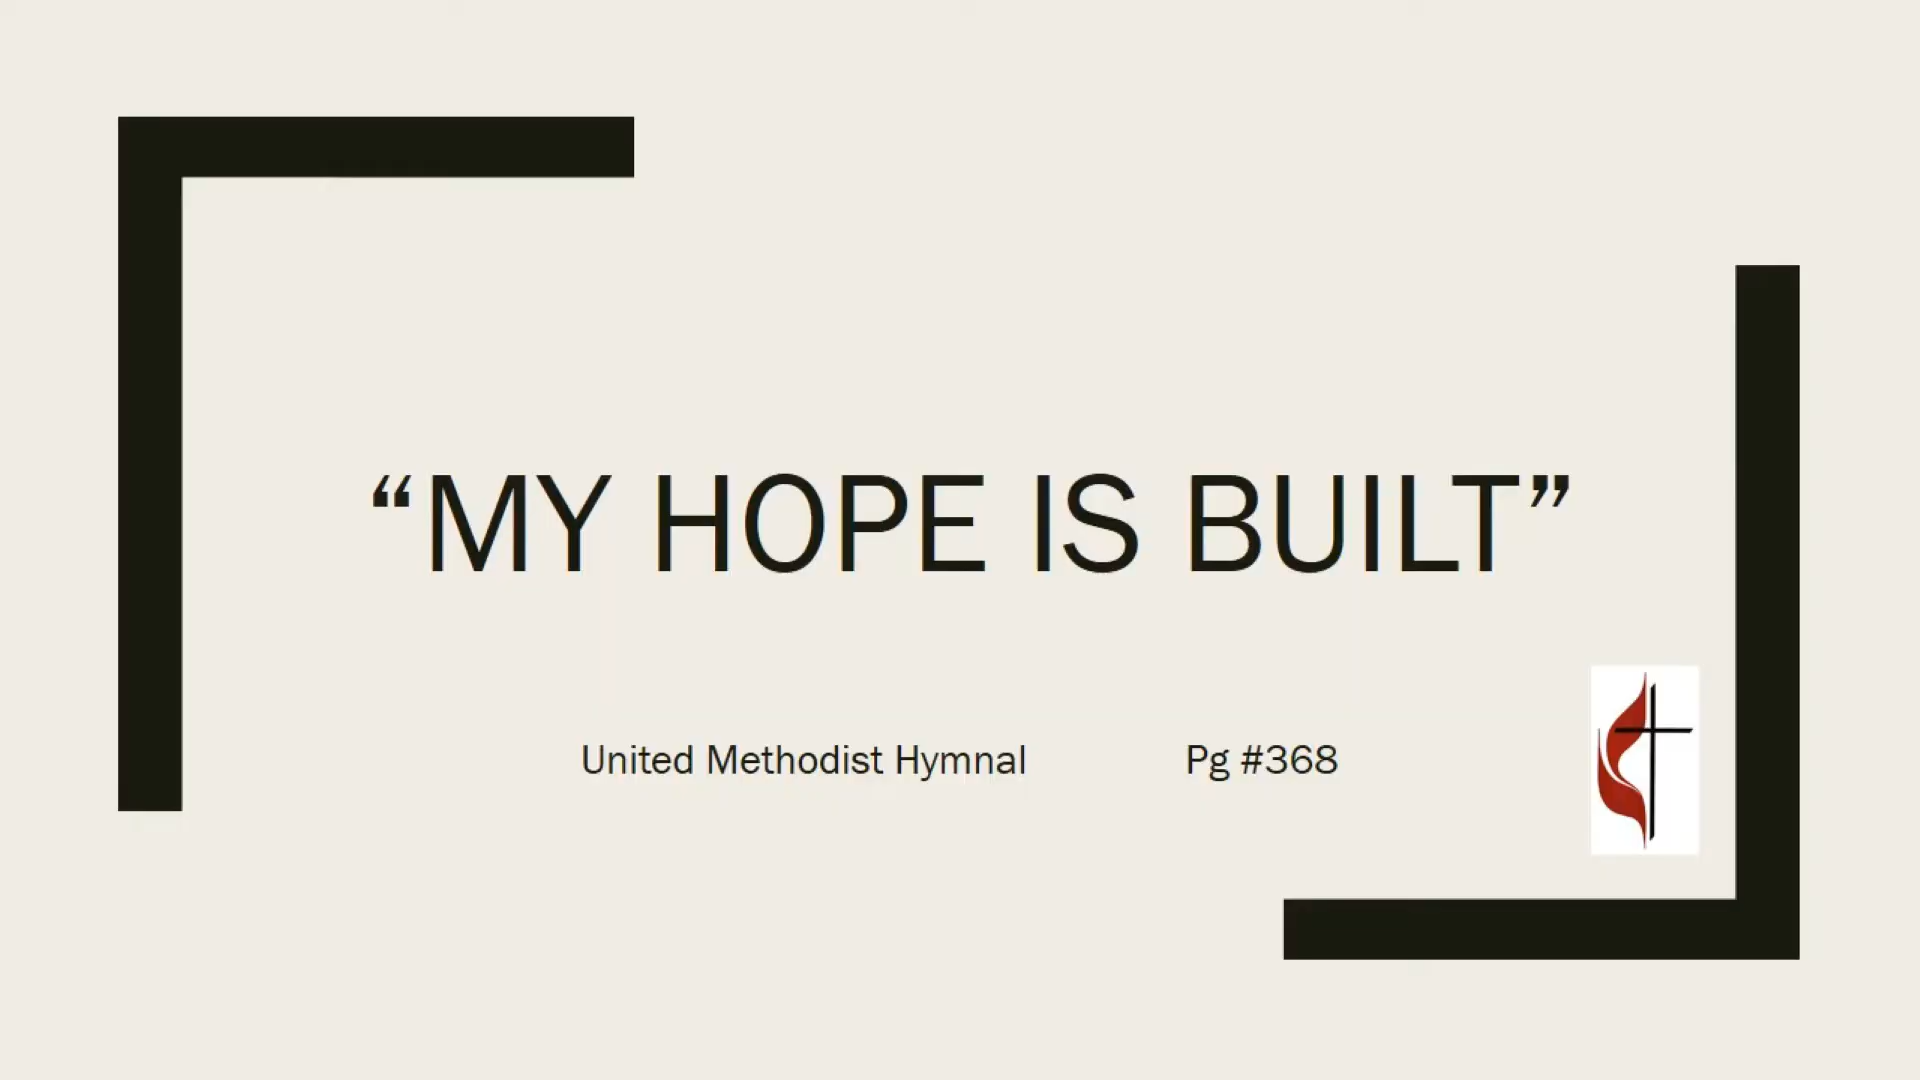 “MY HOPE IS BUILT”
United Methodist Hymnal Pg #368